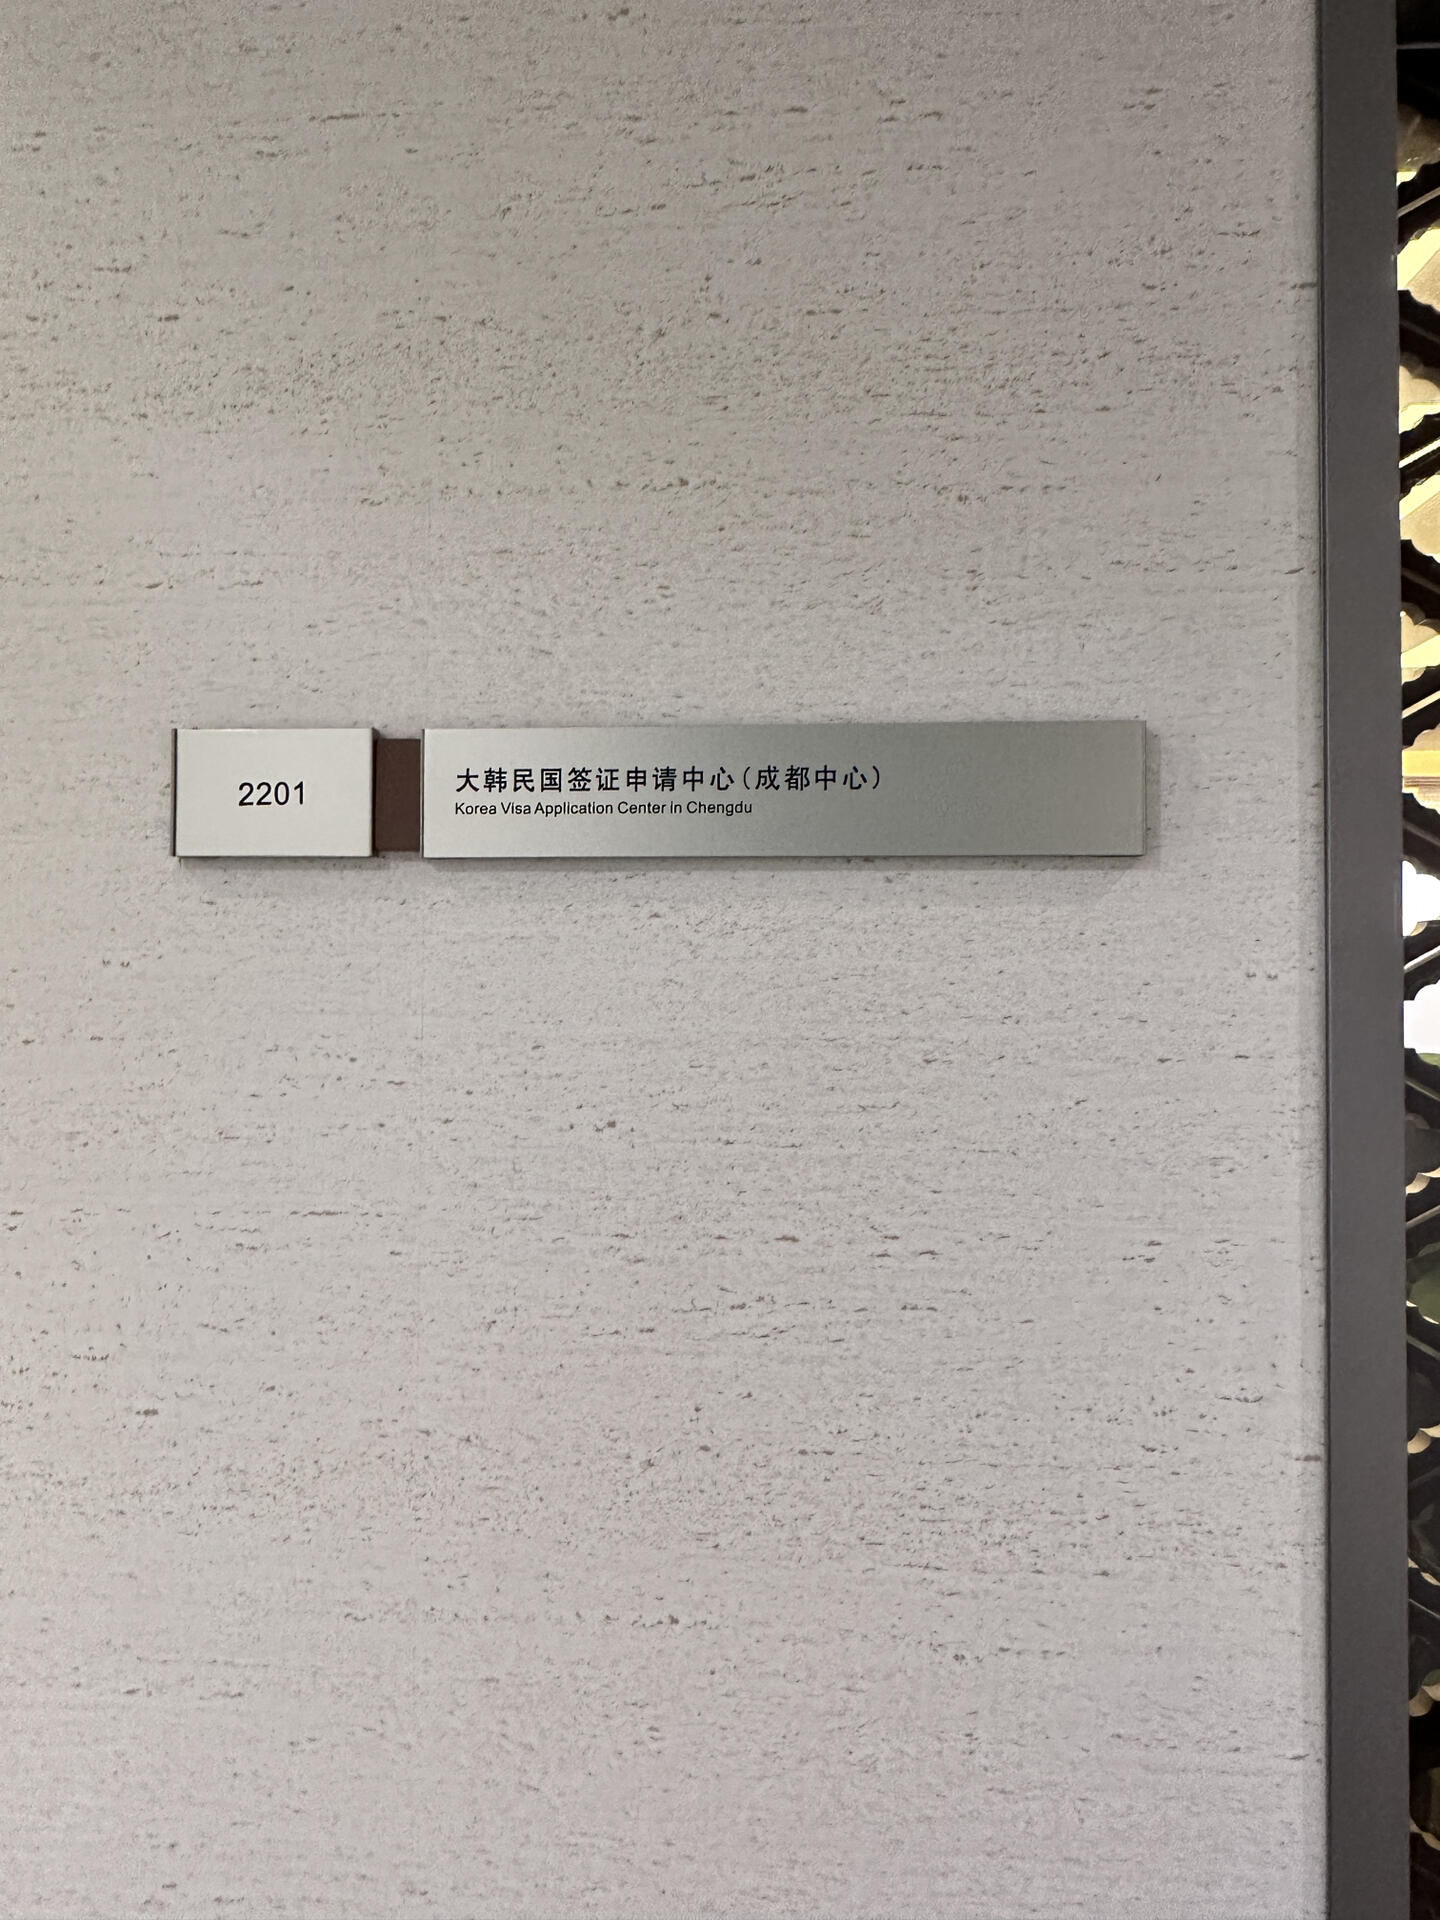 2201
大韩民国签证申请中心(成都中心)
Korea Visa Application Center in Chengdu